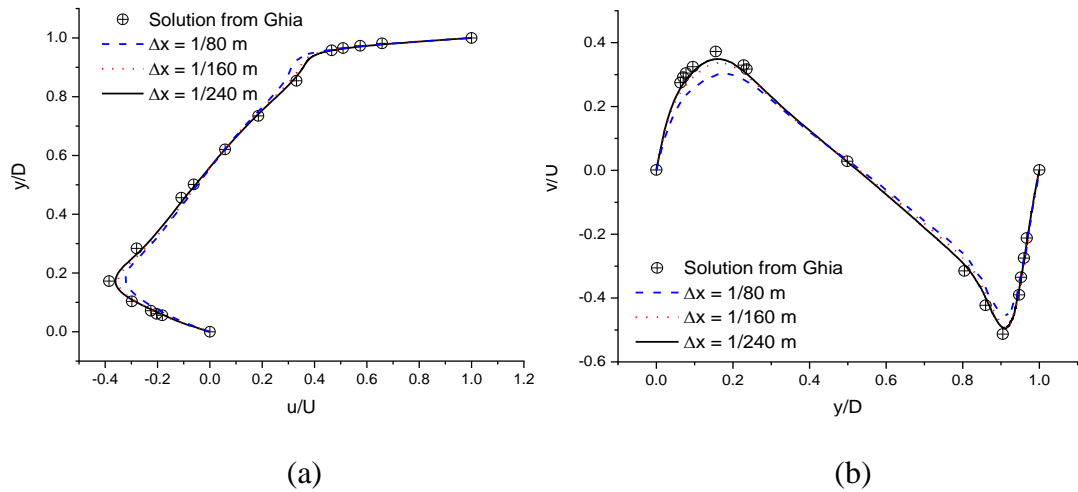 Solution from Ghia
Δx = 1/80 m
Δx = 1/160 m
Δx = 1/240 m
1.0
0.8
0.6
0.4
0.2
0.0
y/D
-0.4 -0.2 0.0 0.2 0.4 0.6 0.8 1.0 1.2
u/U
(a)
0.4
0.2
0.0
-0.2
-0.4
-0.6
v/U
Solution from Ghia
Δx = 1/80 m
Δx = 1/160 m
Δx = 1/240 m
0.0 0.2 0.4 0.6 0.8 1.0
y/D
(b)